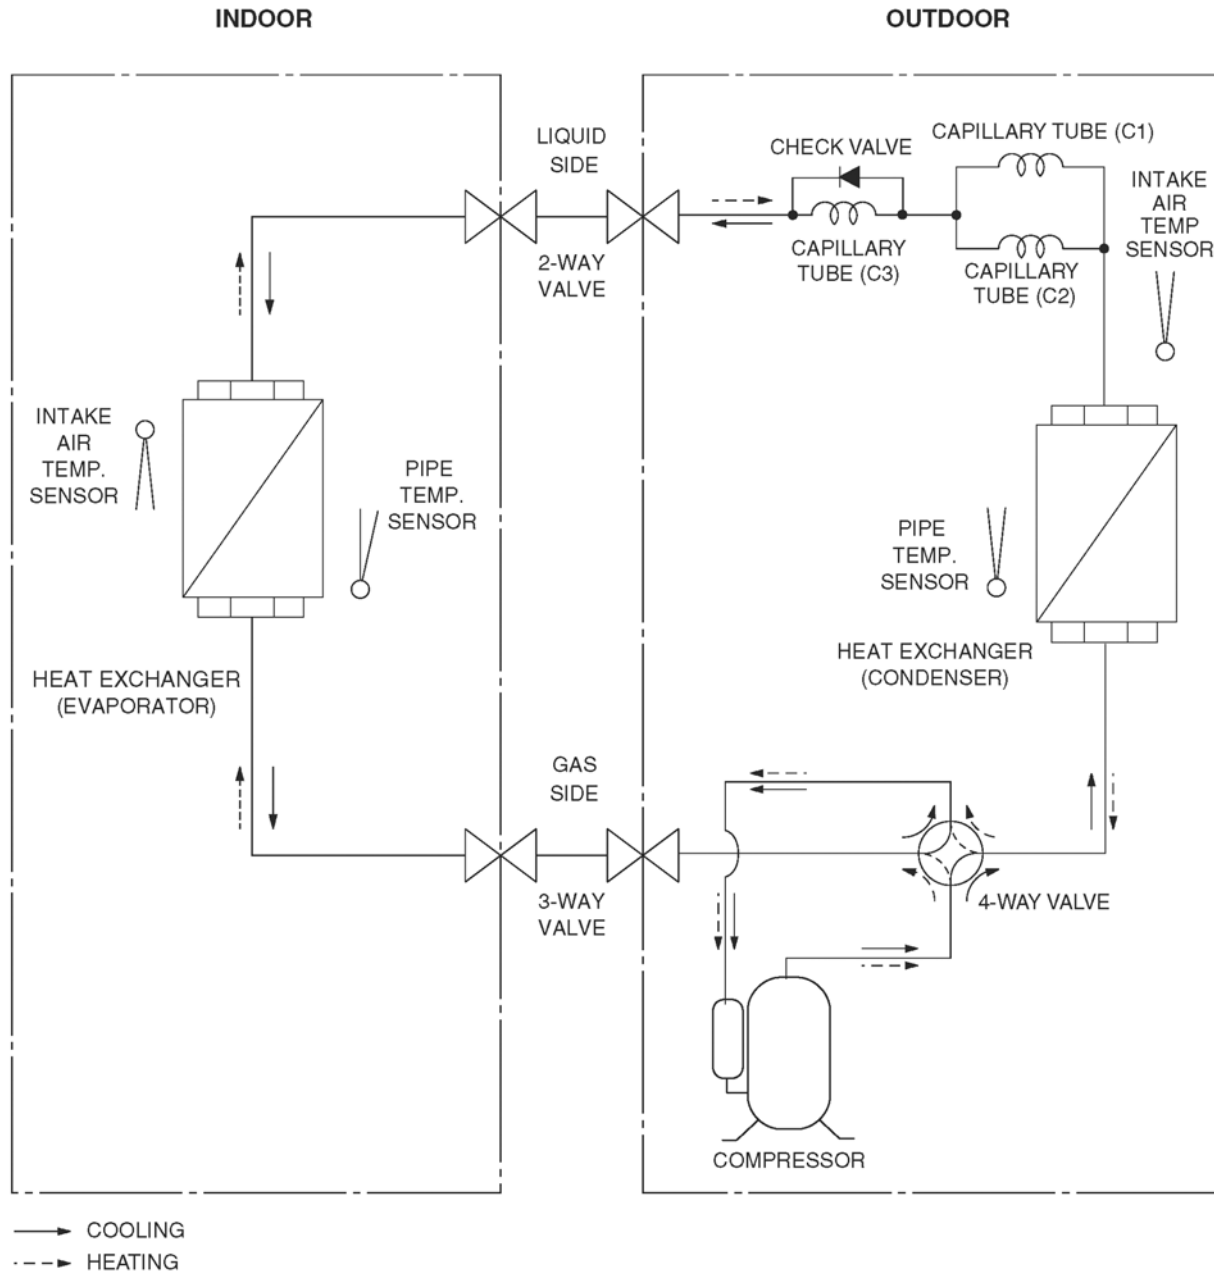 INDOOR
OUTDOOR
LIQUID
SIDE
2-WAY
VALVE
CHECK VALVE
CAPILLARY
TUBE (C3)
CAPILLARY TUBE (C1)
CAPILLARY
TUBE (C2)
INTAKE
AIR
TEMP
SENSOR
INTAKE
AIR
TEMP.
SENSOR
PIPE
TEMP.
SENSOR
PIPE
TEMP.
SENSOR
HEAT EXCHANGER
(EVAPORATOR)
HEAT EXCHANGER
(CONDENSER)
GAS
SIDE
3-WAY
VALVE
4-WAY VALVE
COMPRESSOR
COOLING
HEATING